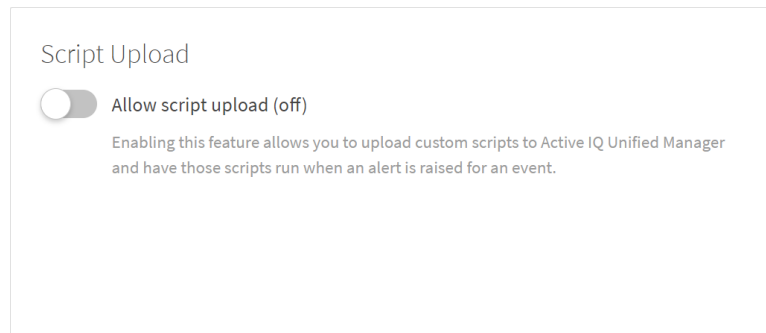 Script Upload
Allow script upload (off)
Enabling this feature allows you to upload custom scripts to Active IQ Unified Manager
and have those scripts run when an alert is raised for an event.